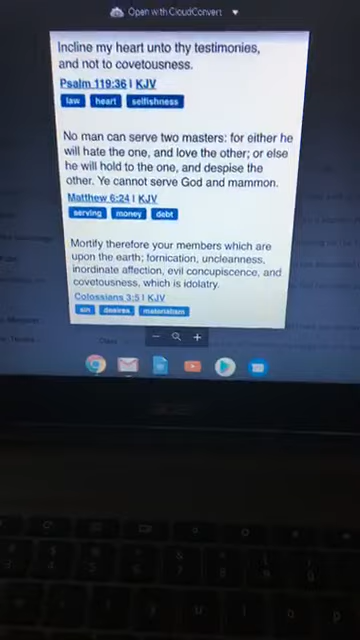 Open with CloudConvert
Incline my heart unto thy testimonies,
and not to covetousness.
Psalm 119:36 | KJV
law heart selfishness
No man can serve two masters: for either he
will hate the one, and love the other; or else
he will hold to the one, and despise the
other. Ye cannot serve God and mammon.
Matthew 6:24 | KJV
serving money debt
Mortify therefore your members which are
upon the earth; fornication, uncleanness,
inordinate affection, evil concupiscence, and
covetousness, which is idolatry.
Colossians 3:5 | KJV
sin desires materialism